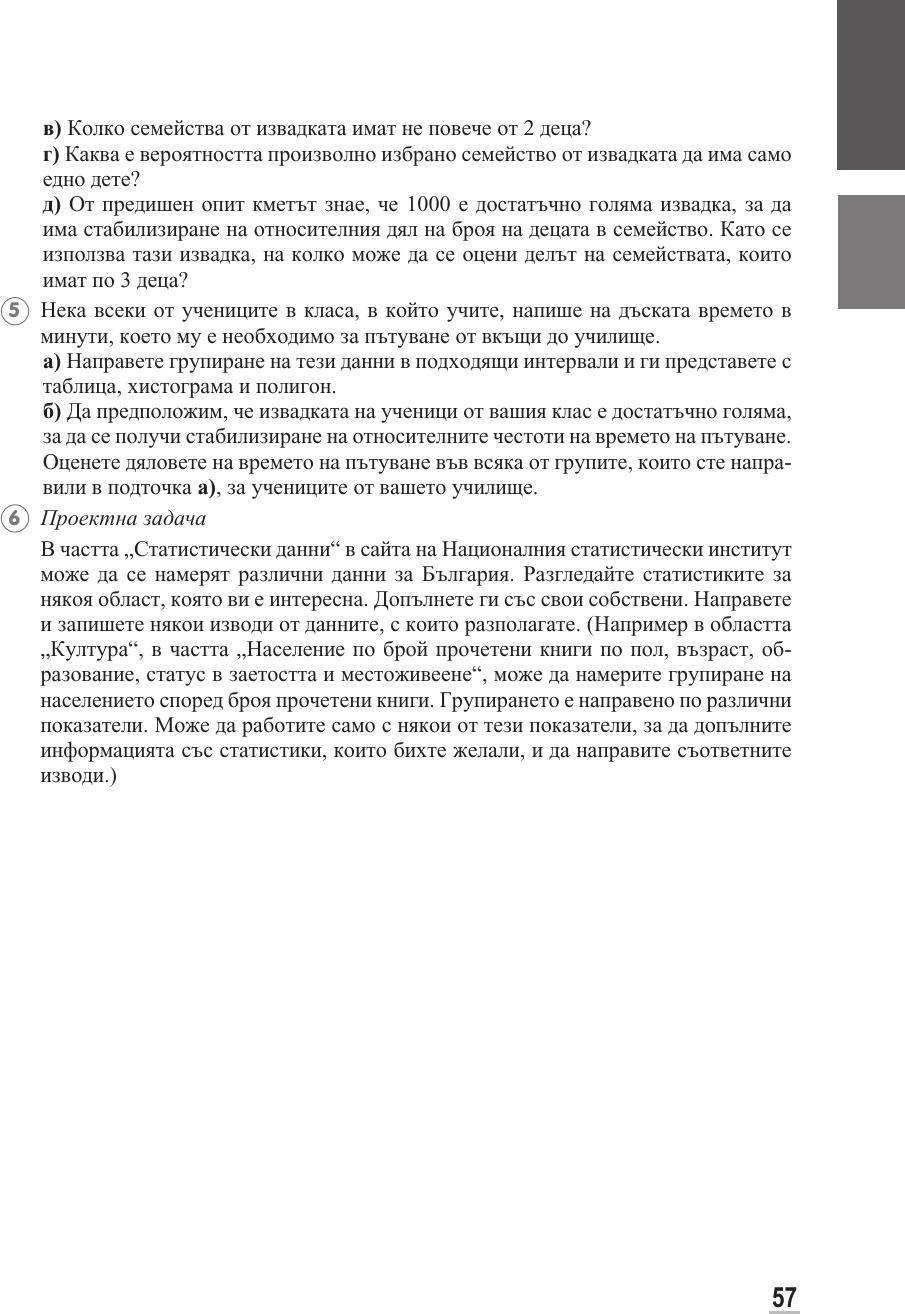 в) Колко семейства от извадката имат не повече от 2 деца?
г) Каква е вероятността произволно избрано семейство от извадката да има само
едно дете?
д) От предишен опит кметът знае, че 1000 е достатъчно голяма извадка, за да
има стабилизиране на относителния дял на броя на децата в семейство. Като се
използва тази извадка, на колко може да се оцени делът на семействата, които
имат по 3 деца?
5 Нека всеки от учениците в класа, в който учите, напише на дъската времето в
минути, което му е необходимо за пътуване от вкъщи до училище.
а) Направете групиране на тези данни в подходящи интервали и ги представете с
таблица, хистограма и полигон.
б) Да предположим, че извадката на ученици от вашия клас е достатъчно голяма,
за да се получи стабилизиране на относителните честоти на времето на пътуване.
Оценете дяловете на времето на пътуване във всяка от групите, които сте напра-
вили в подточка а), за учениците от вашето училище.
6 Проектна задача
В частта „Статистически данни“ в сайта на Националния статистически институт
може да се намерят различни данни за България. Разгледайте статистиките за
някоя област, която ви е интересна. Допълнете ги със свои собствени. Направете
и запишете някои изводи от данните, с които разполагате. (Например в областта
„Култура“, в частта „Население по брой прочетени книги по пол, възраст, об-
разование, статус в заетостта и местоживеене“, може да намерите групиране на
населението според броя прочетени книги. Групирането е направено по различни
показатели. Може да работите само с някои от тези показатели, за да допълните
информацията със статистики, които бихте желали, и да направите съответните
изводи.)
57